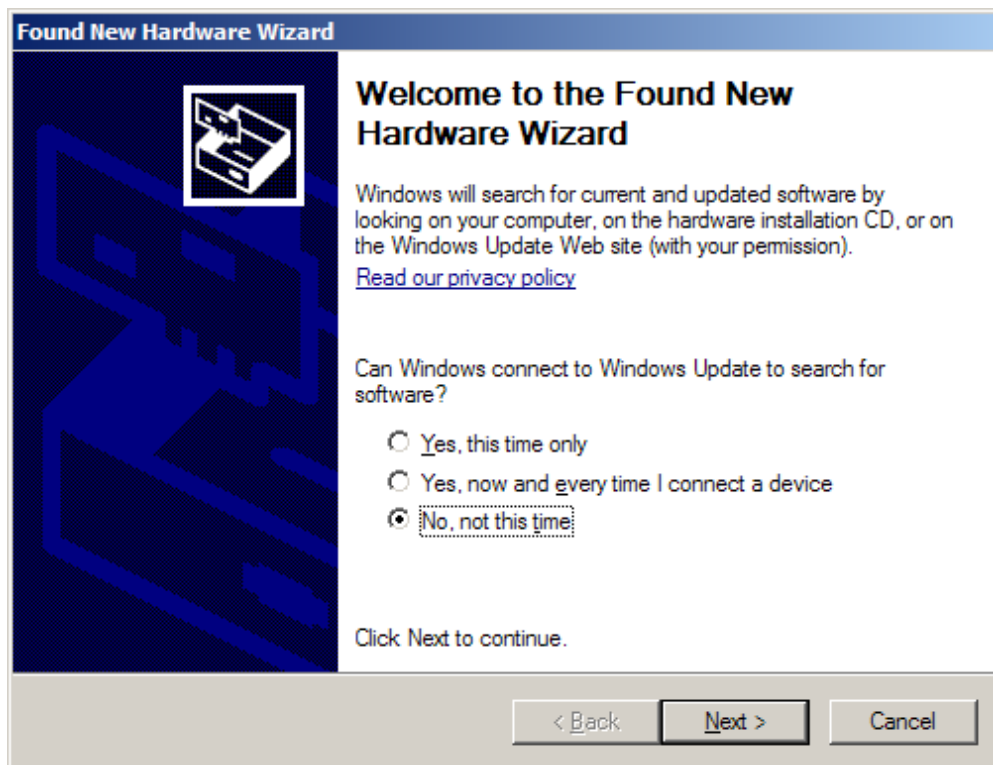 Found New Hardware Wizard
Welcome to the Found New
Hardware Wizard
Windows will search for current and updated software by
looking on your computer, on the hardware installation CD, or on
the Windows Update Web site (with your permission).
Read our privacy policy
Can Windows connect to Windows Update to search for
software?
Yes, this time only
Yes, now and every time I connect a device
No, not this time
Click Next to continue.
< Back
Next >
Cancel